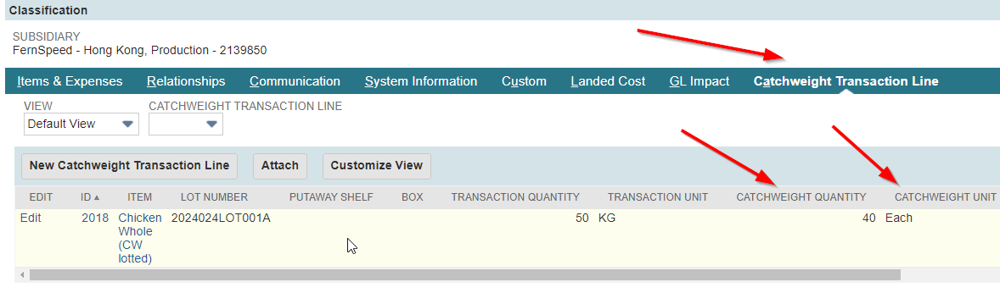 Classification
SUBSIDIARY
FernSpeed - Hong Kong, Production - 2139850
Items & Expenses Relationships Communication System Information Custom Landed Cost GL Impact Catchweight Transaction Line
VIEW CATCHWEIGHT TRANSACTION LINE
Default View
New Catchweight Transaction Line Attach Customize View
EDIT ID ▲ ITEM LOT NUMBER PUTAWAY SHELF BOX TRANSACTION QUANTITY TRANSACTION UNIT CATCHWEIGHT QUANTITY CATCHWEIGHT UNIT
Edit 2018 Chicken 2024024LOT001A 50 KG 40 Each
Whole
(CW
lotted)